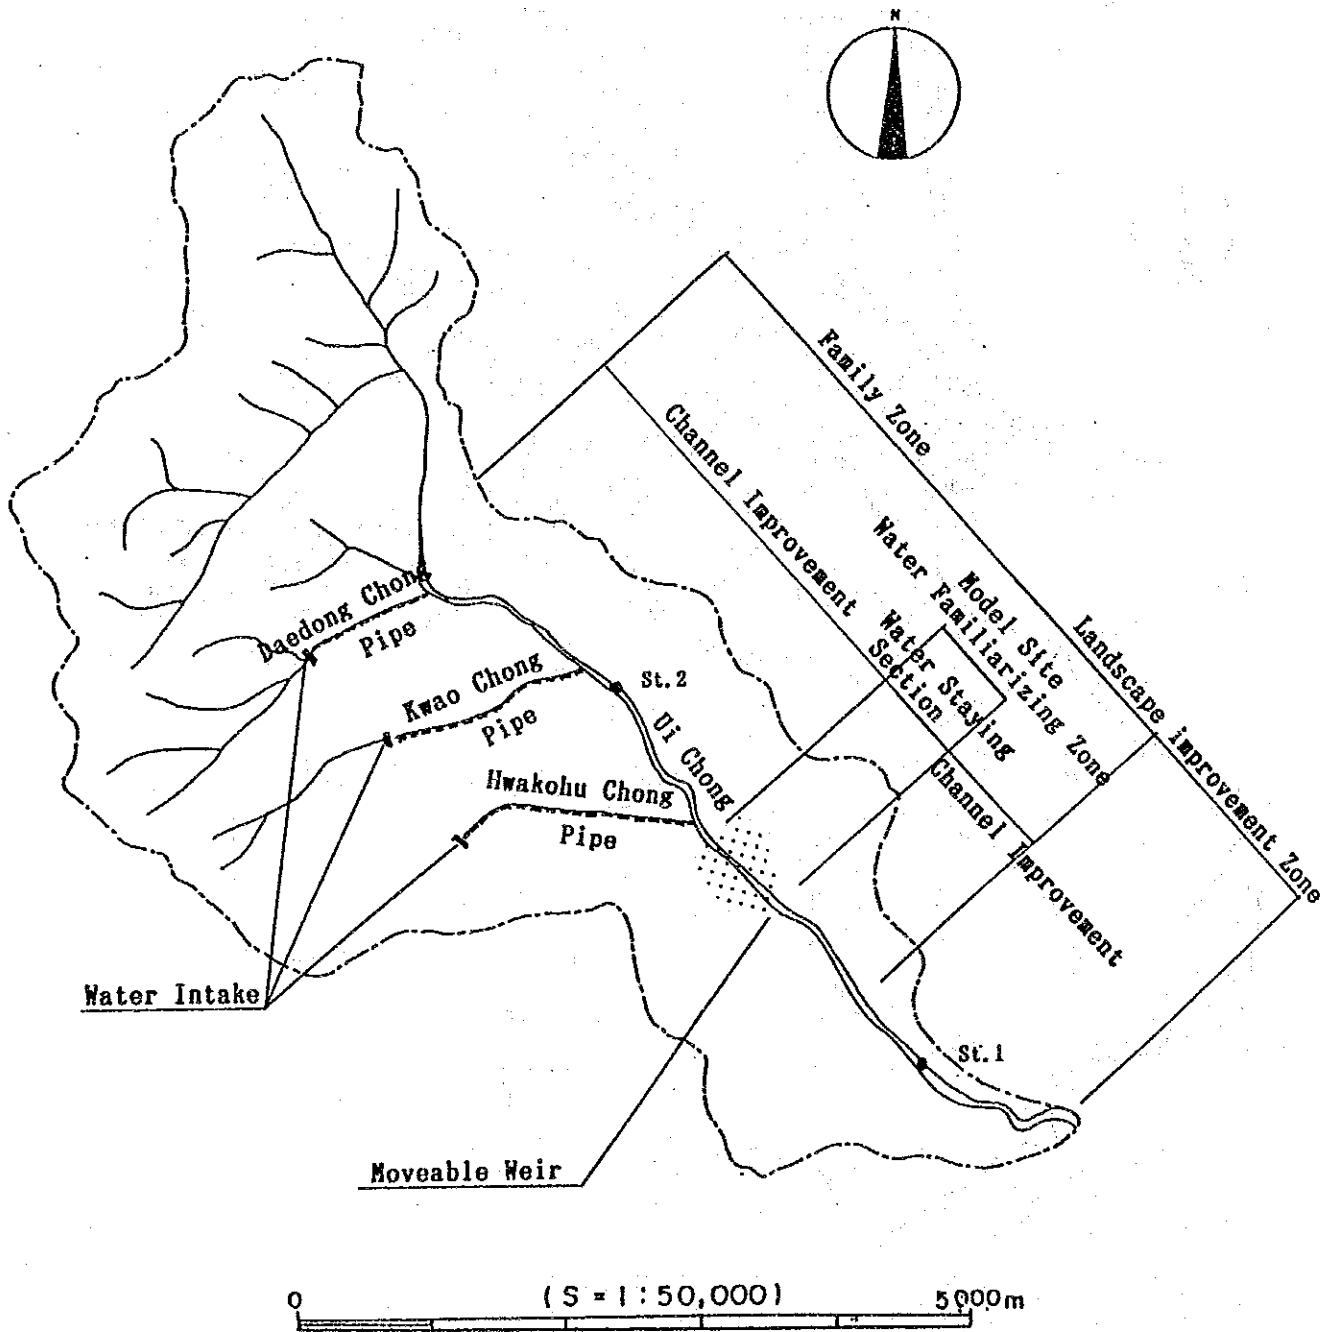 N
Family Zone
Channel Improvement
Water Familiarizing Zone
Model Site
Landscape improvement Zone
Water Staying
Section
Channel Improvement
Daedong Chong
Pipe
Kwao Chong
Pipe
St.2
Ui Chong
Hwakohu Chong
Pipe
Water Intake
St.1
Moveable Weir
(S = 1:50,000)
0
5000m